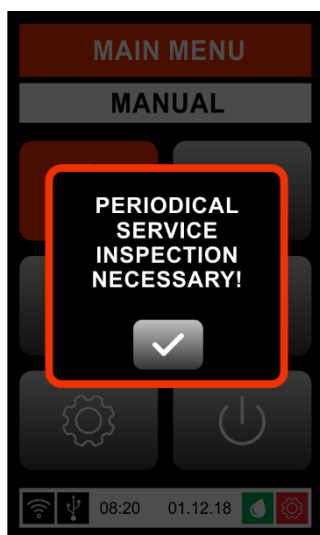 MAIN MENU
MANUAL
PERIODICAL
SERVICE
INSPECTION
NECESSARY!
08:20 01.12.18